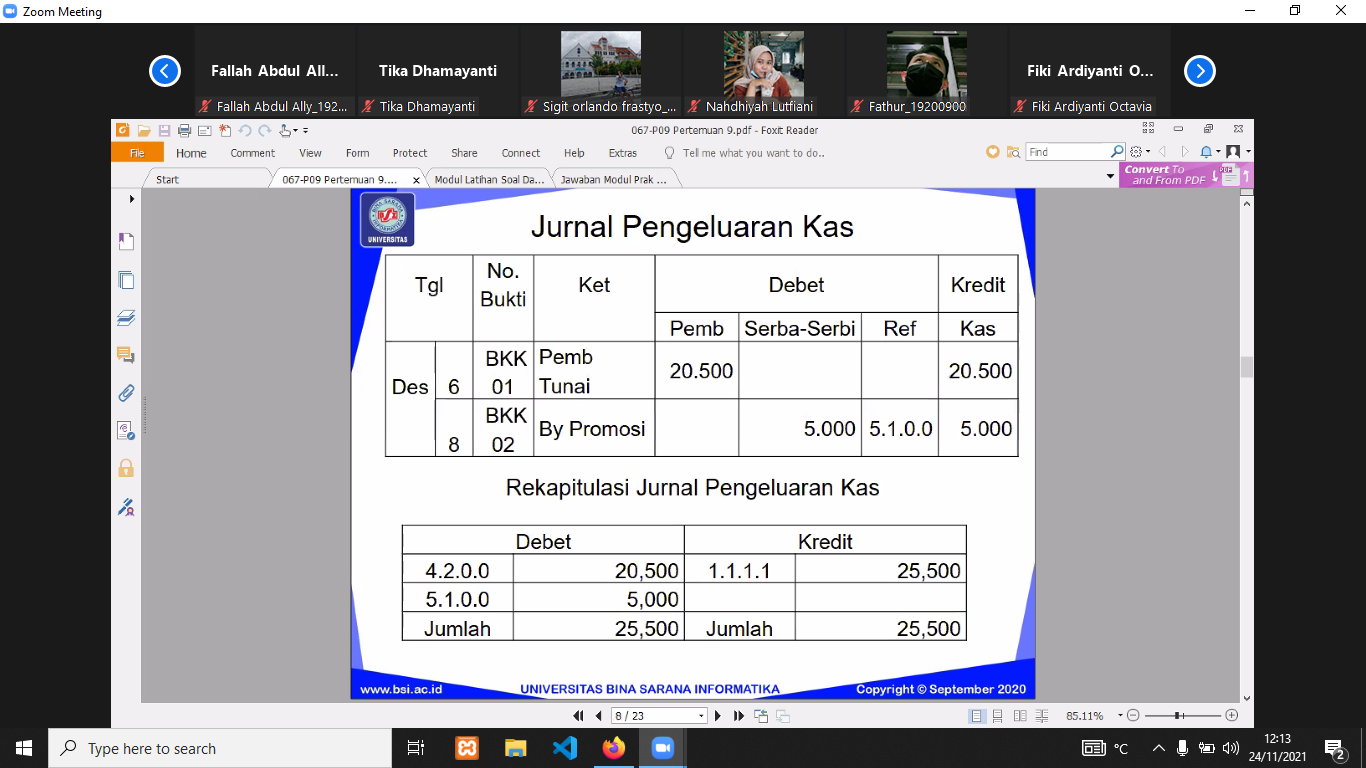 Zoom Meeting
Fallah Abdul All...
Tika Dhamayanti
Fiki Ardiyanti O...
Fallah Abdul Ally_192...
Tika Dhamayanti
Sigit orlando frastyo_...
Nahdhiyah Lutfiani
Fathur_19200900
Fiki Ardiyanti Octavia
067-P09 Pertemuan 9.pdf - Foxit Reader
File Home Comment View Form Protect Share Connect Help Extras Tell me what you want to do.. Find
Start 067-P09 Pertemuan 9.... Modul Latihan Soal Da... Jawaban Modul Prak ...
Convert To
and From PDF
PDF
BINA SARANA
INFORMATIKA
UNIVERSITAS
Jurnal Pengeluaran Kas
Tgl No. Bukti Ket Debet Kredit
Pemb Serba-Serbi Ref Kas
Des 6 BKK 01 Pemb Tunai 20.500 20.500
8 BKK 02 By Promosi 5.000 5.1.0.0 5.000
Rekapitulasi Jurnal Pengeluaran Kas
Debet Kredit
4.2.0.0 20,500 1.1.1.1 25,500
5.1.0.0 5,000
Jumlah 25,500 Jumlah 25,500
www.bsi.ac.id UNIVERSITAS BINA SARANA INFORMATIKA Copyright © September 2020
8 / 23
85.11%
Type here to search
°C
12:13
24/11/2021
2